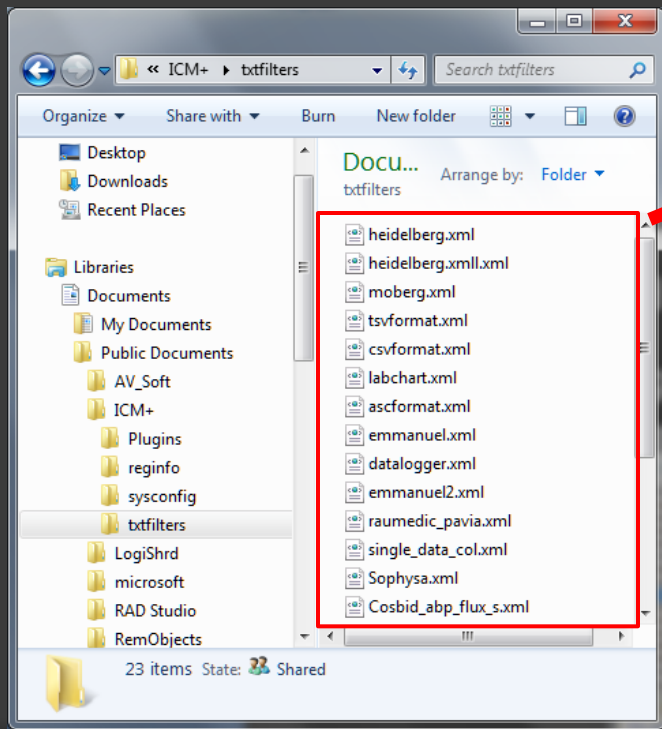 « ICM+ ▸ txtfilters
Search txtfilters
Organize
Share with
Burn
New folder
Desktop
Downloads
Recent Places
Libraries
Documents
My Documents
Public Documents
AV_Soft
ICM+
Plugins
reginfo
sysconfig
txtfilters
LogiShrd
microsoft
RAD Studio
RemObjects
Docu...
txtfilters
Arrange by: Folder
heidelberg.xml
heidelberg.xmll.xml
moberg.xml
tsvformat.xml
csvformat.xml
labchart.xml
ascformat.xml
emmanuel.xml
datalogger.xml
emmanuel2.xml
raumedic_pavia.xml
single_data_col.xml
Sophysa.xml
Cosbid_abp_flux_s.xml
23 items State: Shared